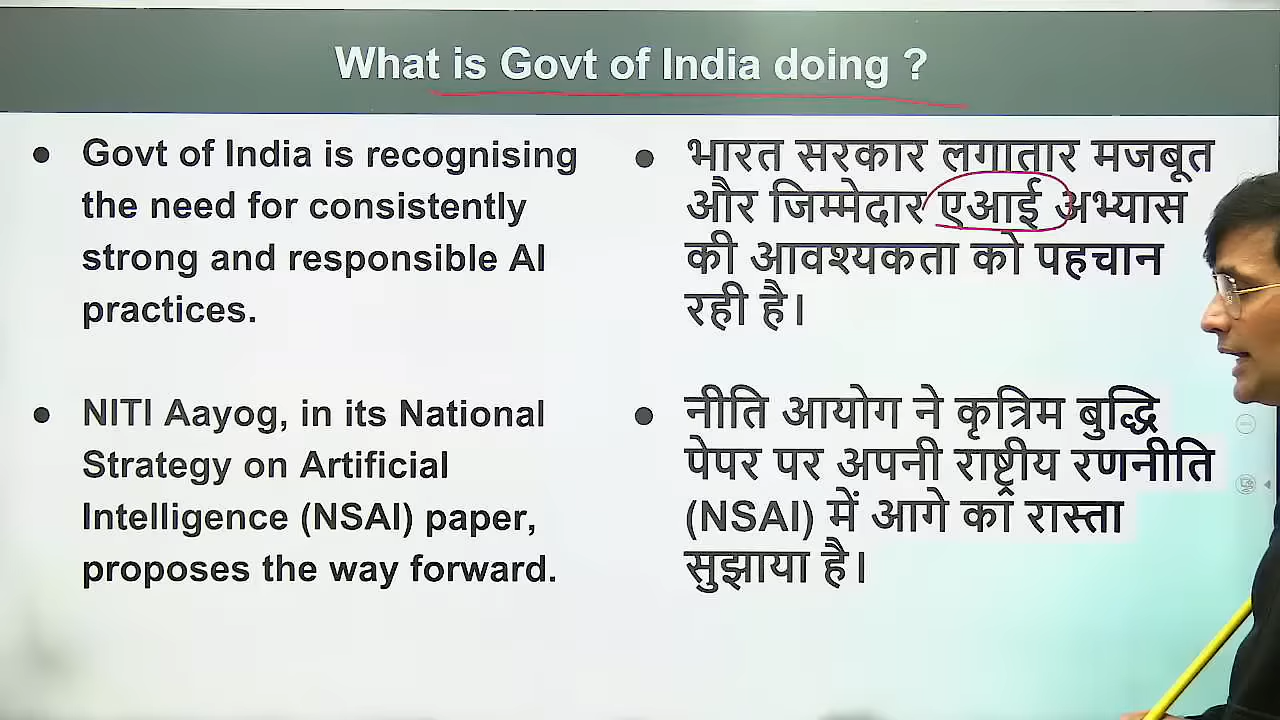 What is Govt of India doing ?
● Govt of India is recognising
the need for consistently
strong and responsible AI
practices.
● NITI Aayog, in its National
Strategy on Artificial
Intelligence (NSAI) paper,
proposes the way forward.
● भारत सरकार लगातार मजबूत
और जिम्मेदार एआई अभ्यास
की आवश्यकता को पहचान
रही है।
● नीति आयोग ने कृत्रिम बुद्धि
पेपर पर अपनी राष्ट्रीय रणनीति
(NSAI) में आगे का रास्ता
सुझाया है।